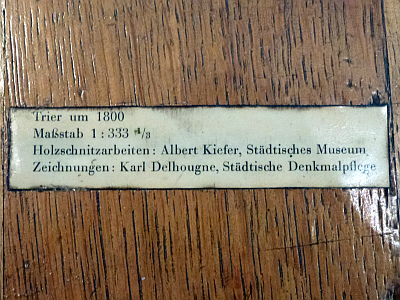 Trier um 1800
Maßstab 1 : 333 1/3
Holzschnitzarbeiten: Albert Kiefer, Städtisches Museum
Zeichnungen: Karl Delhougne, Städtische Denkmalpflege